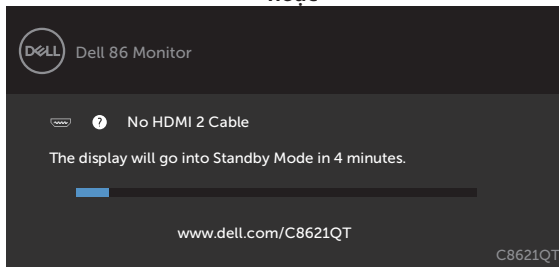 hoặc
DELL
Dell 86 Monitor
? No HDMI 2 Cable
The display will go into Standby Mode in 4 minutes.
www.dell.com/C8621QT
C8621QT